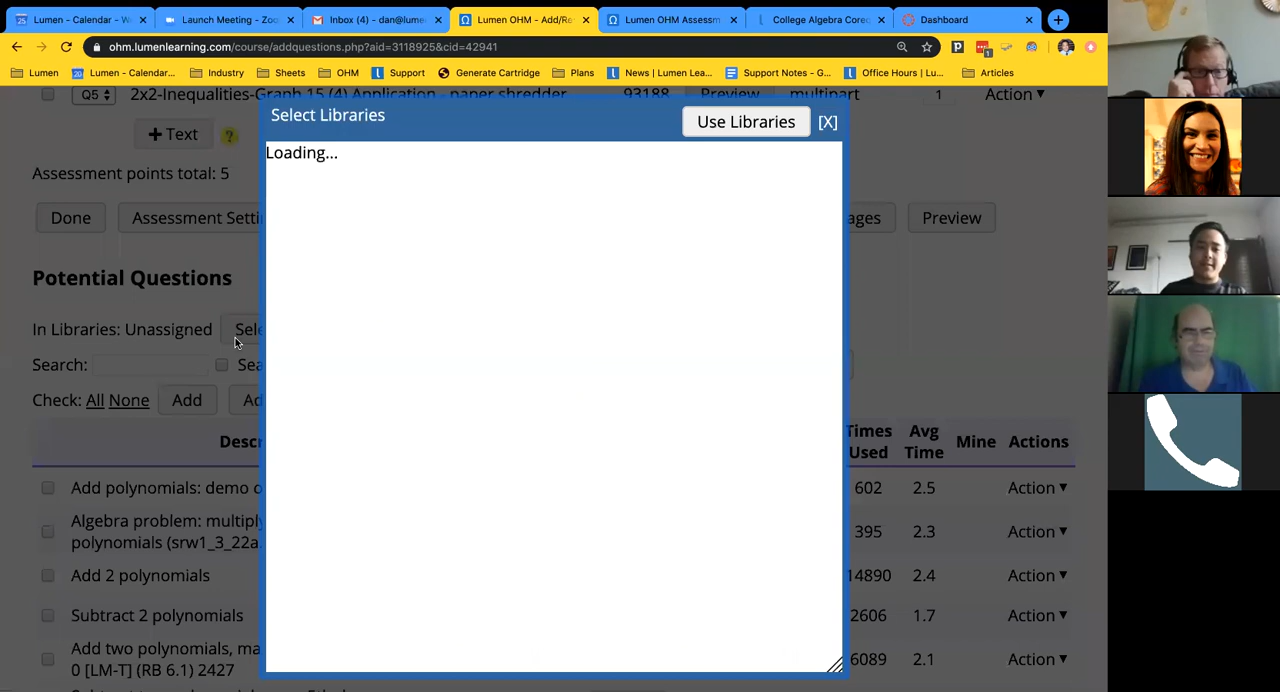 Lumen - Calendar - W
Launch Meeting - Zoo
Inbox (4) - dan@lume
Lumen OHM - Add/Re
Lumen OHM Assessm
College Algebra Coreq
Dashboard
ohm.lumenlearning.com/course/addquestions.php?aid=3118925&cid=42941
Lumen
Lumen - Calendar...
Industry
Sheets
OHM
Support
Generate Cartridge
Plans
News | Lumen Lea...
Support Notes - G...
Office Hours | Lu...
Articles
Q5 2x2-Inequalities-Graph 15 (4) Application - paper shredder 93188 Preview multipart 1 Action
Select Libraries Use Libraries [X]
+ Text ?
Loading...
Assessment points total: 5
Done Assessment Setti ages Preview
Potential Questions
In Libraries: Unassigned Sele
Search: Sea
Check: All None Add Ad
Descr Times Used Avg Time Mine Actions
Add polynomials: demo o 602 2.5 Action
Algebra problem: multiply
polynomials (srw1_3_22a. 395 2.3 Action
Add 2 polynomials 14890 2.4 Action
Subtract 2 polynomials 2606 1.7 Action
Add two polynomials, ma
0 [LM-T] (RB 6.1) 2427 6089 2.1 Action